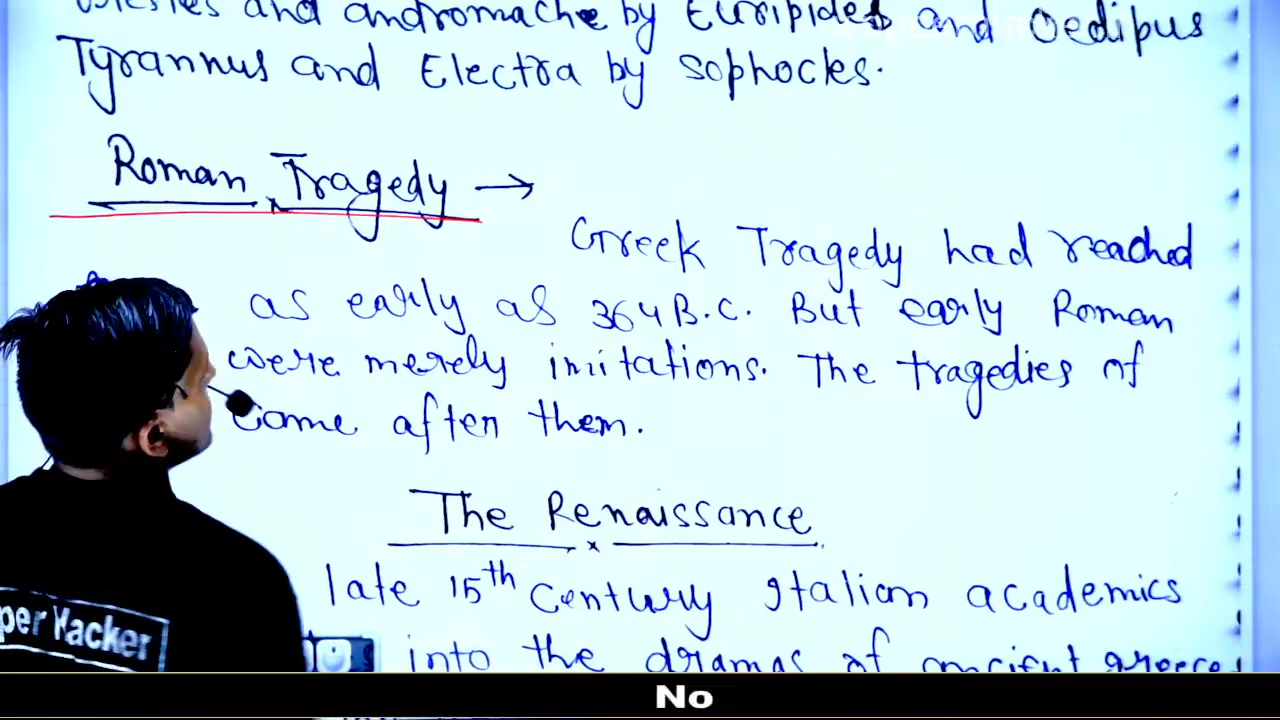 and andromache by Euripides and Oedipus
Tyrannus and Electra by sophocles.
Roman Tragedy →
Greek Tragedy had reached
as early as 364 B.C. But early Roman
were merely imitations. The tragedies of
come after them.
The Renaissance
late 15th Century Italian academics
into the dramas of ancient greece
per Hacker
No